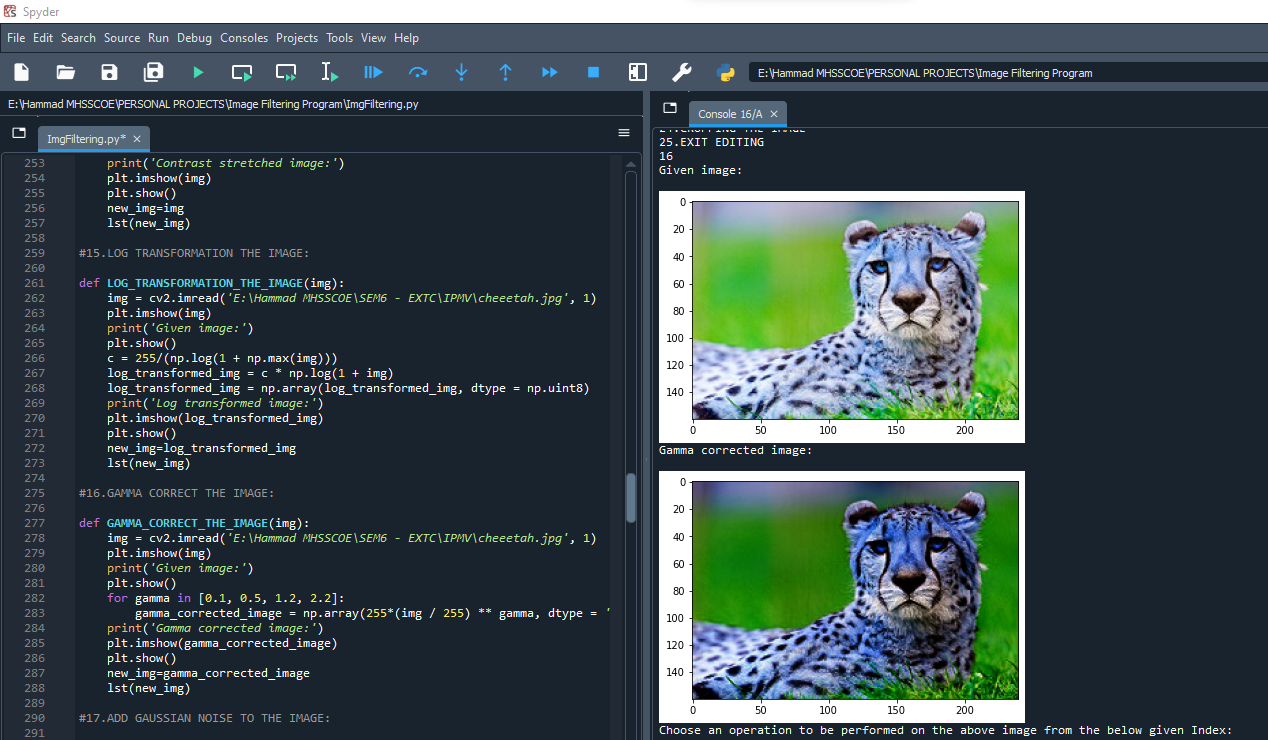 Spyder
File Edit Search Source Run Debug Consoles Projects Tools View Help
E:\Hammad MHSSCOE\PERSONAL PROJECTS\Image Filtering Program
E:\Hammad MHSSCOE\PERSONAL PROJECTS\Image Filtering Program\ImgFiltering.py
ImgFiltering.py*
253 print('Contrast stretched image:')
254 plt.imshow(img)
255 plt.show()
256 new_img=img
257 lst(new_img)
258
259 #15.LOG TRANSFORMATION THE IMAGE:
260
261 def LOG_TRANSFORMATION_THE_IMAGE(img):
262 img = cv2.imread('E:\Hammad MHSSCOE\SEM6 - EXTC\IPMV\cheeetah.jpg', 1)
263 plt.imshow(img)
264 print('Given image:')
265 plt.show()
266 c = 255/(np.log(1 + np.max(img)))
267 log_transformed_img = c * np.log(1 + img)
268 log_transformed_img = np.array(log_transformed_img, dtype = np.uint8)
269 print('Log transformed image:')
270 plt.imshow(log_transformed_img)
271 plt.show()
272 new_img=log_transformed_img
273 lst(new_img)
274
275 #16.GAMMA CORRECT THE IMAGE:
276
277 def GAMMA_CORRECT_THE_IMAGE(img):
278 img = cv2.imread('E:\Hammad MHSSCOE\SEM6 - EXTC\IPMV\cheeetah.jpg', 1)
279 plt.imshow(img)
280 print('Given image:')
281 plt.show()
282 for gamma in [0.1, 0.5, 1.2, 2.2]:
283 gamma_corrected_image = np.array(255*(img / 255) ** gamma, dtype = '
284 print('Gamma corrected image:')
285 plt.imshow(gamma_corrected_image)
286 plt.show()
287 new_img=gamma_corrected_image
288 lst(new_img)
289
290 #17.ADD GAUSSIAN NOISE TO THE IMAGE:
291
Console 16/A
24.CROPPING THE IMAGE
25.EXIT EDITING
16
Given image:
0
20
40
60
80
100
120
140
0 50 100 150 200
Gamma corrected image:
0
20
40
60
80
100
120
140
0 50 100 150 200
Choose an operation to be performed on the above image from the below given Index: